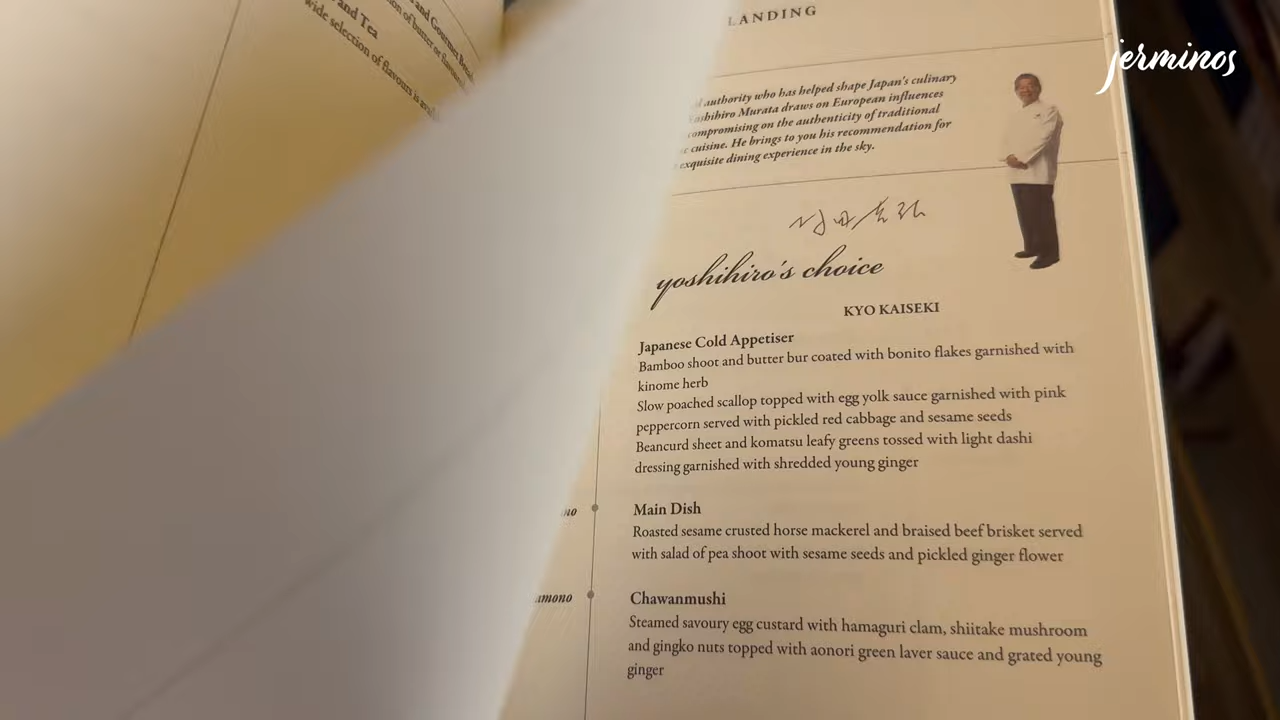 and Tea
wide selection of flavours is
LANDING
jerminos
authority who has helped shape Japan's culinary
Murata draws on European influences
compromising on the authenticity of traditional
cuisine. He brings to you his recommendation for
exquisite dining experience in the sky.
yoshihiro's choice
KYO KAISEKI
Japanese Cold Appetiser
Bamboo shoot and butter bur coated with bonito flakes garnished with
kinome herb
Slow poached scallop topped with egg yolk sauce garnished with pink
peppercorn served with pickled red cabbage and sesame seeds
Beancurd sheet and komatsu leafy greens tossed with light dashi
dressing garnished with shredded young ginger
Main Dish
Roasted sesame crusted horse mackerel and braised beef brisket served
with salad of pea shoot with sesame seeds and pickled ginger flower
Chawanmushi
Steamed savoury egg custard with hamaguri clam, shiitake mushroom
and gingko nuts topped with aonori green laver sauce and grated young
ginger